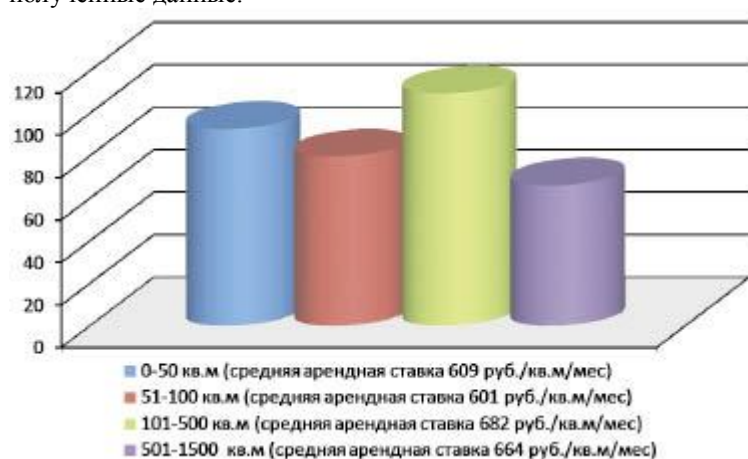 полученные данные.
120
100
80
60
40
20
0
0-50 кв.м (средняя арендная ставка 609 руб./кв.м/мес)
51-100 кв.м (средняя арендная ставка 601 руб./кв.м/мес)
101-500 кв.м (средняя арендная ставка 682 руб./кв.м/мес)
501-1500 кв.м (средняя арендная ставка 664 руб./кв.м/мес)